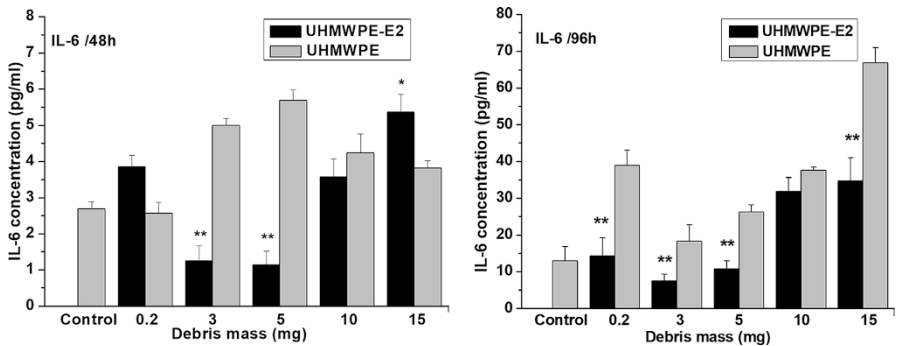 IL-6 /48h
UHMWPE-E2
UHMWPE
IL-6 concentration (pg/ml)
8
7
6
5
4
3
2
1
0
*
**
**
Control 0.2 3 5 10 15
Debris mass (mg)
IL-6 /96h
UHMWPE-E2
UHMWPE
IL-6 concentration (pg/ml)
80
70
60
50
40
30
20
10
0
**
**
**
**
Control 0.2 3 5 10 15
Debris mass (mg)